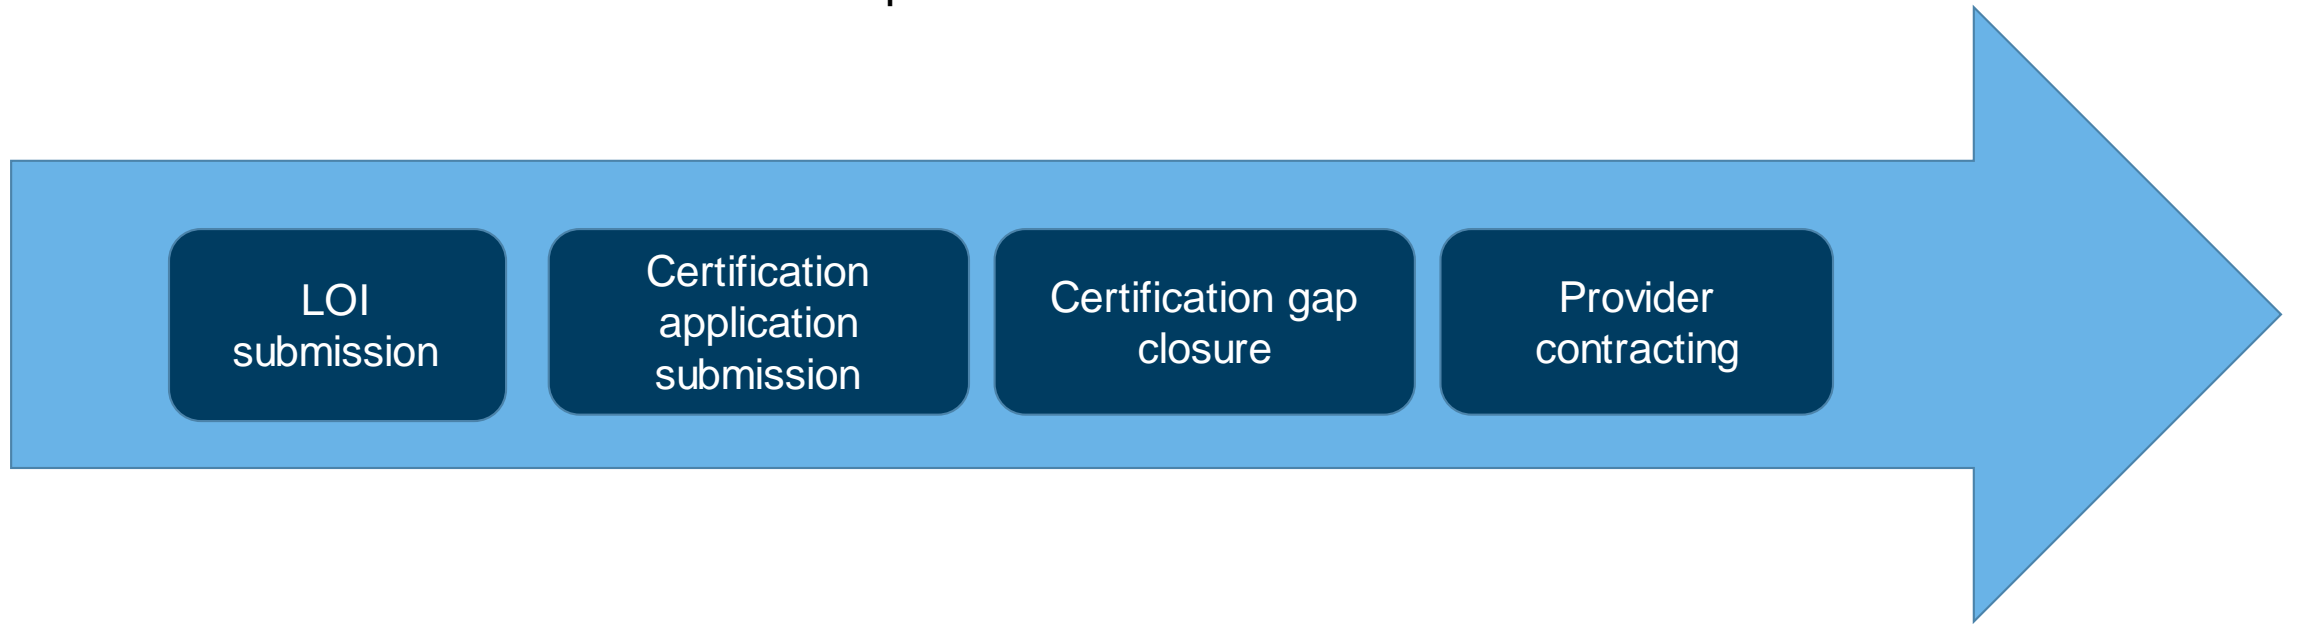 LOI
submission
Certification
application
submission
Certification gap
closure
Provider
contracting